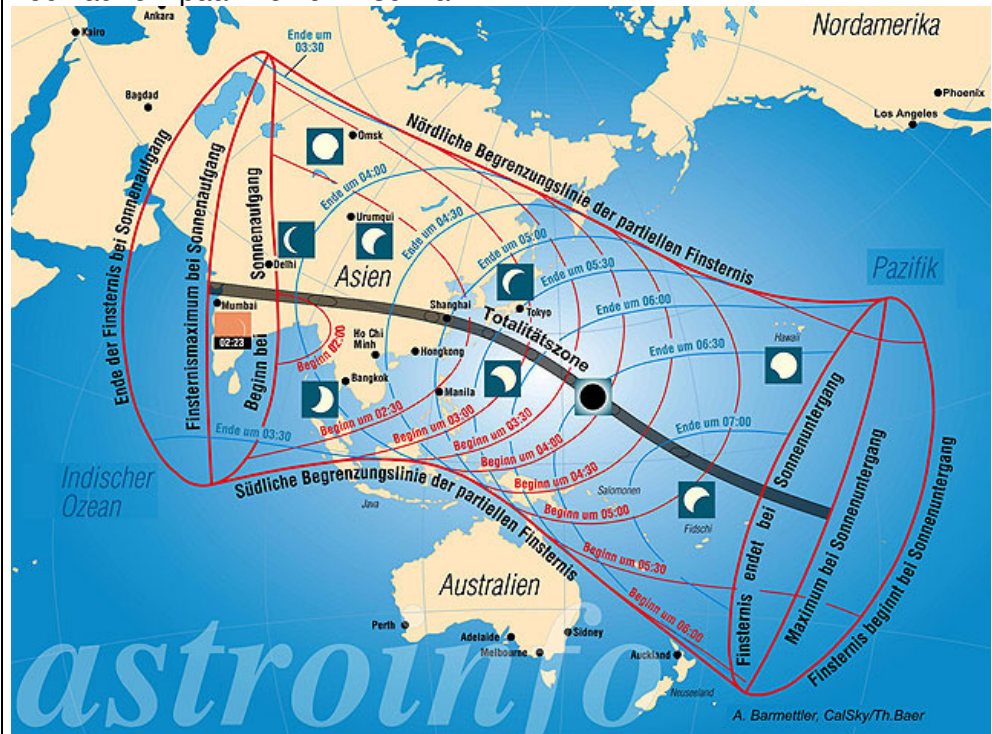 Ankara
Kairo
Bagdad
Ende um
03:30
Nordamerika
Phoenix
Los Angeles
Nördliche Begrenzungslinie der partiellen Finsternis
Omsk
Ende um 04:00
Ende um 04:30
Ende um 05:00
Ende um 05:30
Ende um 06:00
Ende um 06:30
Ende um 07:00
Urumqui
Asien
Delhi
Mumbai
02:23
Shanghai
Tokyo
Totalitätszone
Pazifik
Hawaii
Ho Chi
Minh
Hongkong
Bangkok
Manila
Ende der Finsternis bei Sonnenaufgang
Finsternismaximum bei Sonnenaufgang
Beginn bei Sonnenaufgang
Beginn um 02:00
Beginn um 02:30
Beginn um 03:00
Beginn um 03:30
Beginn um 04:00
Beginn um 04:30
Beginn um 05:00
Beginn um 05:30
Beginn um 06:00
Ende um 03:30
Indischer
Ozean
Südliche Begrenzungslinie der partiellen Finsternis
Java
Salomonen
Fidschi
Finsternis endet bei Sonnenuntergang
Maximum bei Sonnenuntergang
Finsternis beginnt bei Sonnenuntergang
Australien
Perth
Adelaide
Melbourne
Sidney
Auckland
Neuseeland
astroinfo
A. Barmettler, CalSky/Th.Baer